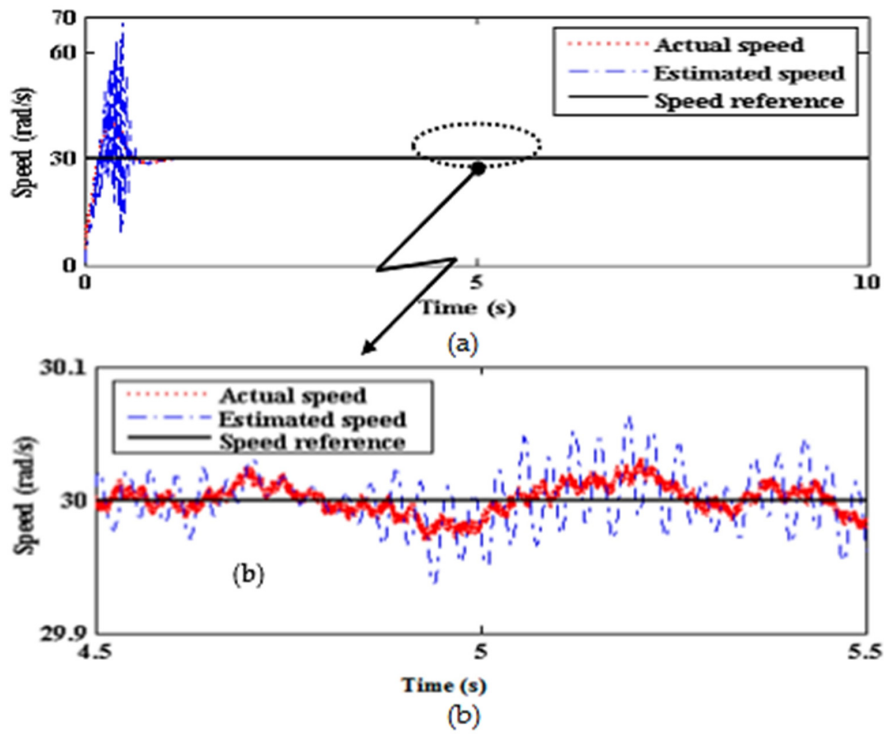 70
60
30
0
Speed (rad/s)
Actual speed
Estimated speed
Speed reference
0
5
10
Time (s)
(a)
30.1
30
29.9
Speed (rad/s)
Actual speed
Estimated speed
Speed reference
(b)
4.5
5
5.5
Time (s)
(b)